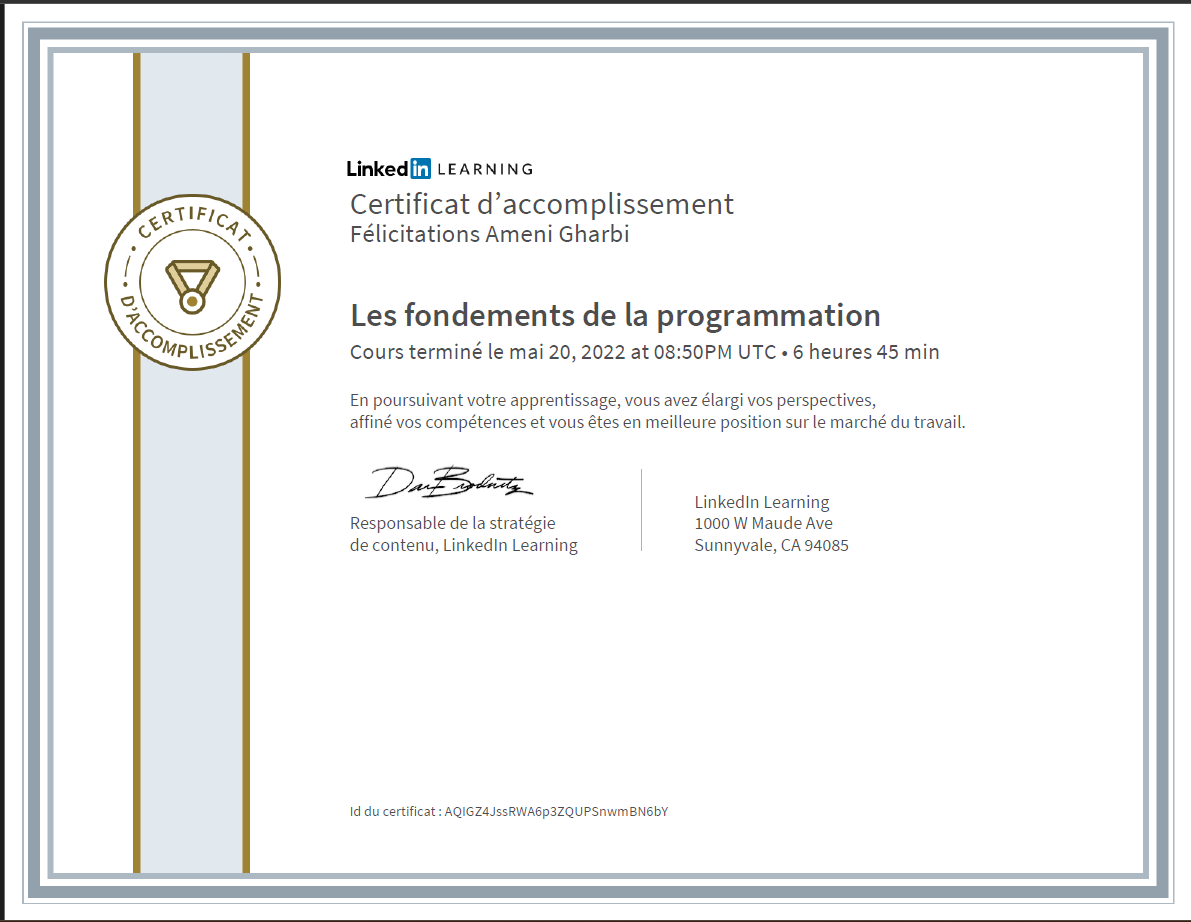 CERTIFICAT
D'ACCOMPLISSEMENT
Linked in LEARNING
Certificat d’accomplissement
Félicitations Ameni Gharbi
Les fondements de la programmation
Cours terminé le mai 20, 2022 at 08:50PM UTC • 6 heures 45 min
En poursuivant votre apprentissage, vous avez élargi vos perspectives,
affiné vos compétences et vous êtes en meilleure position sur le marché du travail.
Responsable de la stratégie
de contenu, LinkedIn Learning
LinkedIn Learning
1000 W Maude Ave
Sunnyvale, CA 94085
Id du certificat : AQIGZ4JssRWA6p3ZQUPSnwmBN6bY